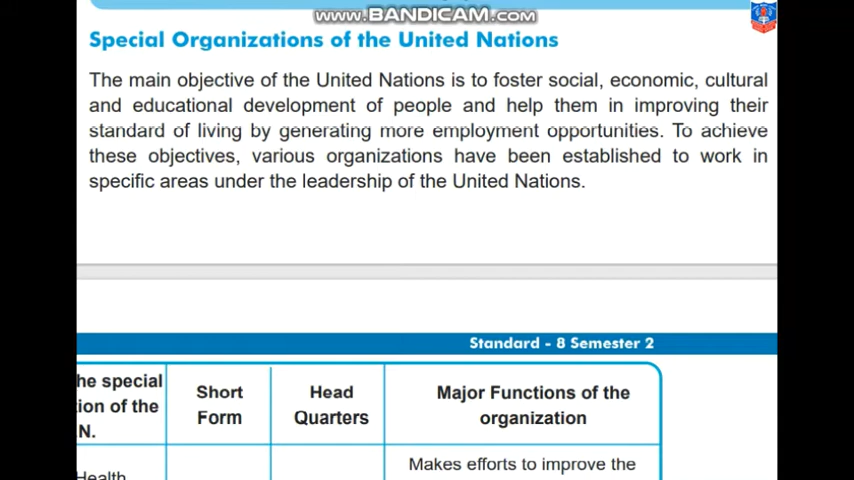 www.BANDICAM.com
Special Organizations of the United Nations
The main objective of the United Nations is to foster social, economic, cultural
and educational development of people and help them in improving their
standard of living by generating more employment opportunities. To achieve
these objectives, various organizations have been established to work in
specific areas under the leadership of the United Nations.
Standard - 8 Semester 2
he special
tion of the
.N.
Short
Form
Head
Quarters
Major Functions of the
organization
Health
Makes efforts to improve the